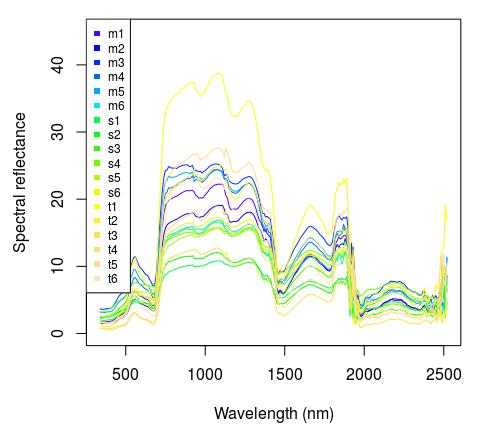 m1
m2
m3
m4
m5
m6
s1
s2
s3
s4
s5
s6
t1
t2
t3
t4
t5
t6
40
30
20
10
0
Spectral reflectance
500 1000 1500 2000 2500
Wavelength (nm)